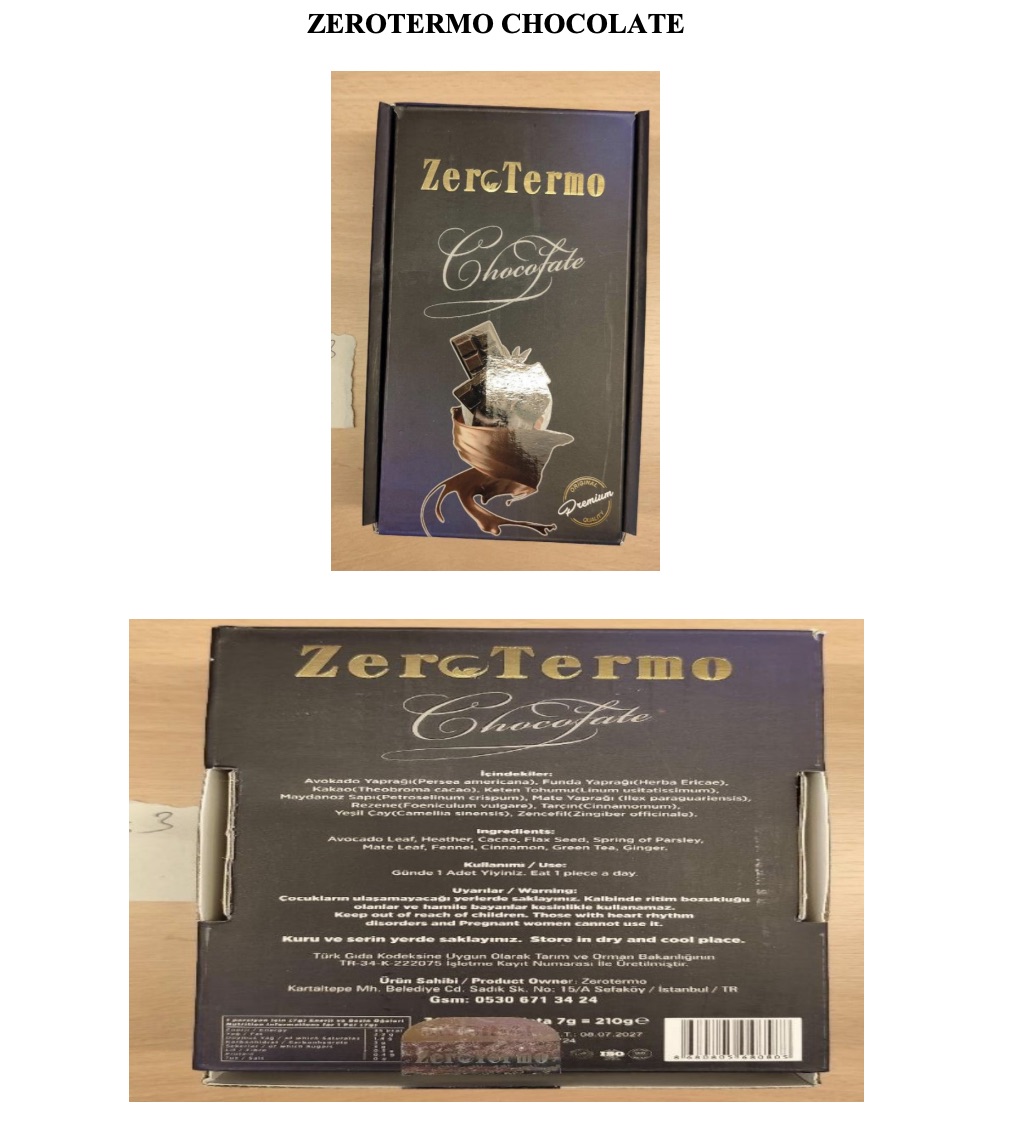 ZEROTERMO CHOCOLATE
ZeroTermo
Chocolate
ORIGINAL
Premium
QUALITY
ZeroTermo
Chocolate
İçindekiler:
Avokado Yaprağı(Persea americana), Funda Yaprağı(Herba Ericae),
Kakao(Theobroma cacao), Keten Tohumu(Linum usitatissimum),
Maydanoz Sapı(Petroselinum crispum), Mate Yaprağı (Ilex paraguariensis),
Rezene(Foeniculum vulgare), Tarçın(Cinnamomum),
Yeşil Çay(Camellia sinensis), Zencefil(Zingiber officinale).
Ingredients:
Avocado Leaf, Heather, Cacao, Flax Seed, Spring of Parsley,
Mate Leaf, Fennel, Cinnamon, Green Tea, Ginger.
3
Kullanımı / Use:
Günde 1 Adet Yiyiniz. Eat 1 piece a day.
Uyarılar / Warning:
Çocukların ulaşamayacağı yerlerde saklayınız. Kalbinde ritim bozukluğu
olanlar ve hamile bayanlar kesinlikle kullanamaz.
Keep out of reach of children. Those with heart rhythm
disorders and Pregnant women cannot use it.
Kuru ve serin yerde saklayınız. Store in dry and cool place.
Türk Gıda Kodeksine Uygun Olarak Tarım ve Orman Bakanlığının
TR-34-K-222075 İşletme Kayıt Numarası İle Üretilmiştir.
Ürün Sahibi / Product Owner: Zerotermo
Kartaltepe Mh. Belediye Cd. Sadık Sk. No: 15/A Sefaköy / İstanbul / TR
Gsm: 0530 671 34 24
7g = 210g e
T.: 08.07.2027
ZeroTermo
ISO